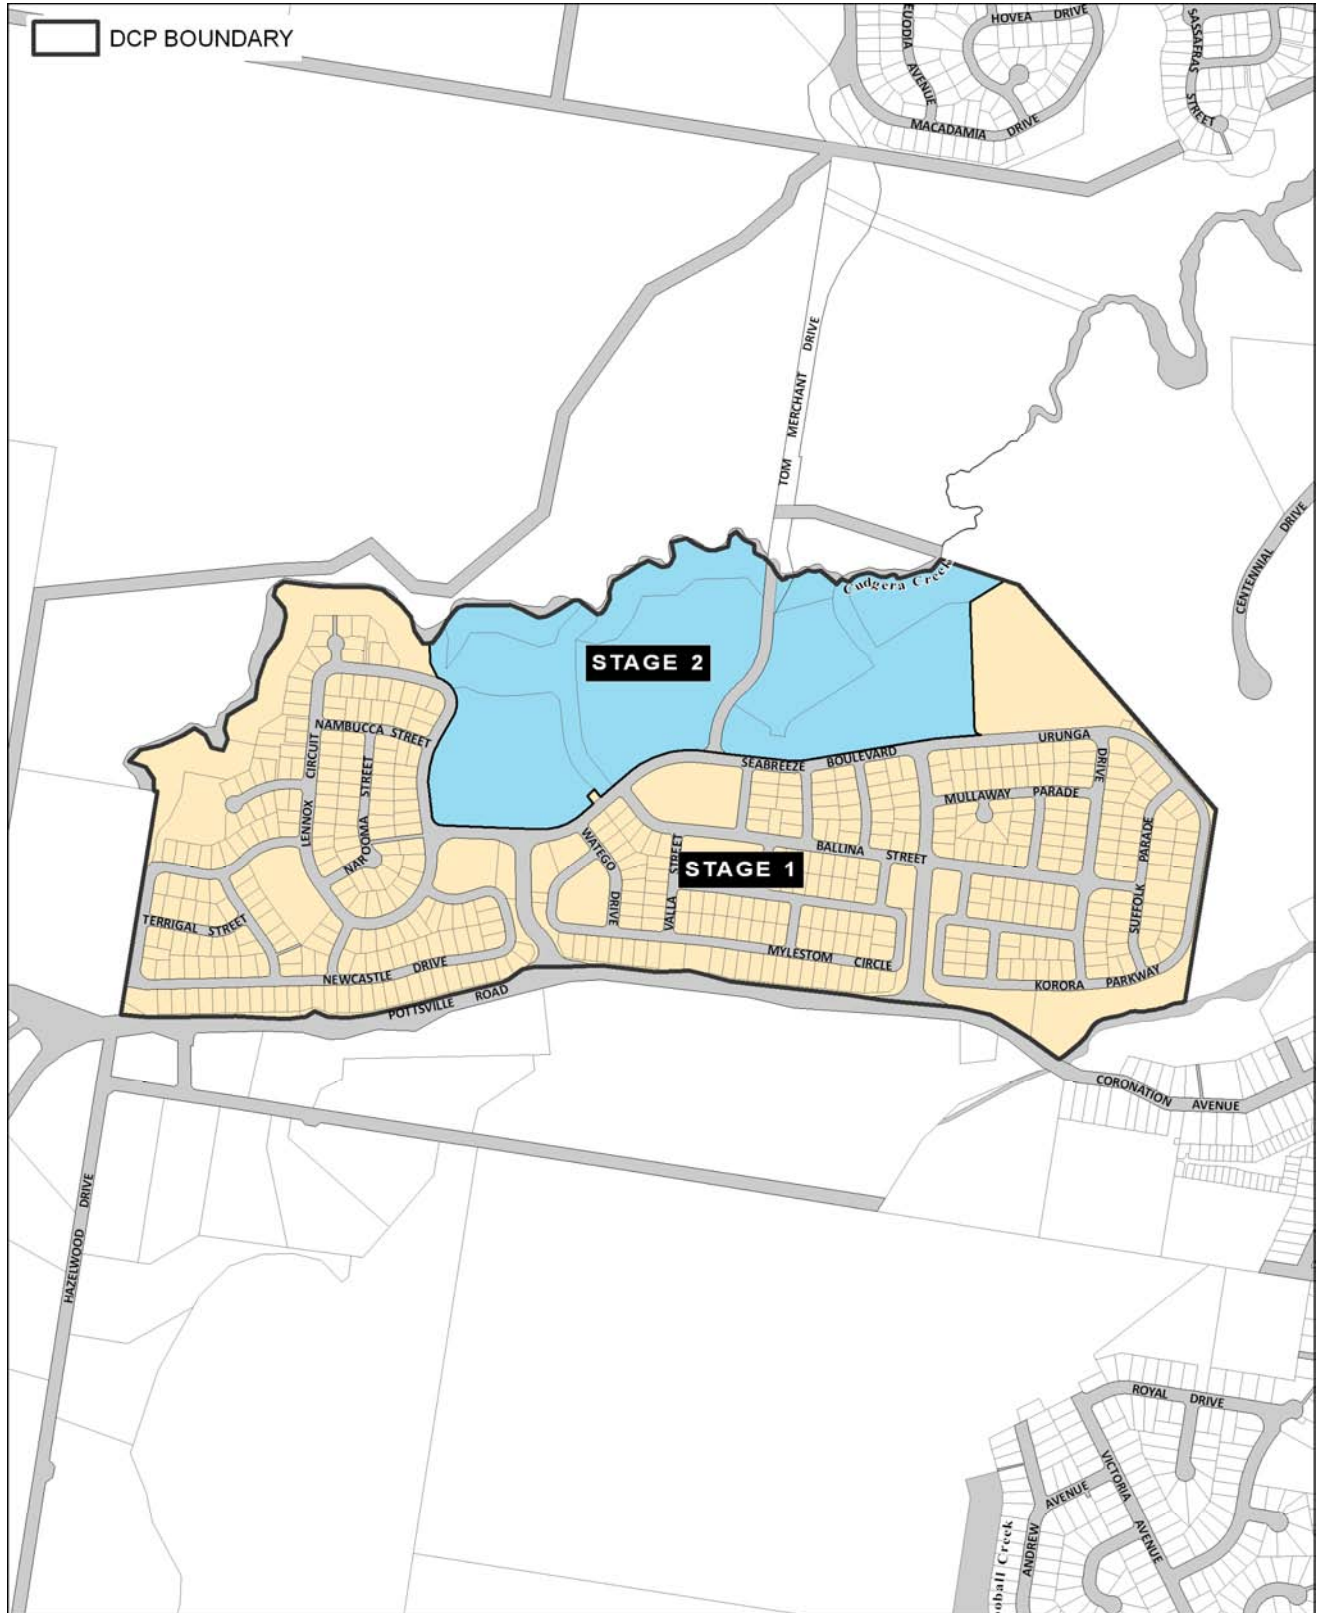 DCP BOUNDARY
HOVEA DRIVE
EUODIA AVENUE
SASSAFRAS STREET
MACADAMIA DRIVE
TOM MERCHANT DRIVE
CENTENNIAL DRIVE
Cudgera Creek
STAGE 2
NAMBUCCA STREET
LENNOX CIRCUIT
NAROOMA STREET
SEABREEZE BOULEVARD
URUNGA DRIVE
MULLAWAY PARADE
WATEGO DRIVE
VALLA STREET
BALLINA STREET
SUFFOLK PARADE
STAGE 1
TERRIGAL STREET
NEWCASTLE DRIVE
MYLESTOM CIRCLE
KORORA PARKWAY
POTTSVILLE ROAD
CORONATION AVENUE
HAZELWOOD DRIVE
ROYAL DRIVE
VICTORIA AVENUE
ANDREW AVENUE
Creek